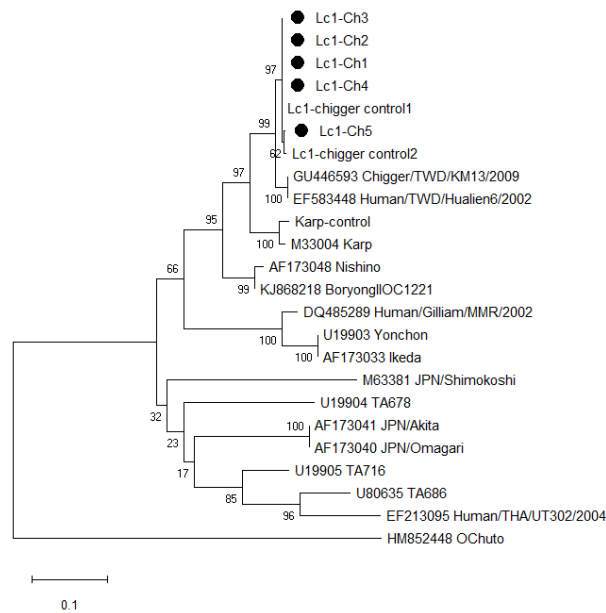 Lc1-Ch3
Lc1-Ch2
Lc1-Ch1
97
Lc1-Ch4
Lc1-chigger control1
99
Lc1-Ch5
62
Lc1-chigger control2
97
GU446593 Chigger/TWD/KM13/2009
100
EF583448 Human/TWD/Hualien6/2002
95
Karp-control
100
M33004 Karp
66
AF173048 Nishino
99
KJ868218 BoryongIIOC1221
DQ485289 Human/Gilliam/MMR/2002
100
U19903 Yonchon
100
AF173033 Ikeda
M63381 JPN/Shimokoshi
32
U19904 TA678
23
100
AF173041 JPN/Akita
AF173040 JPN/Omagari
17
U19905 TA716
85
U80635 TA686
96
EF213095 Human/THA/UT302/2004
HM852448 OChuto
0.1